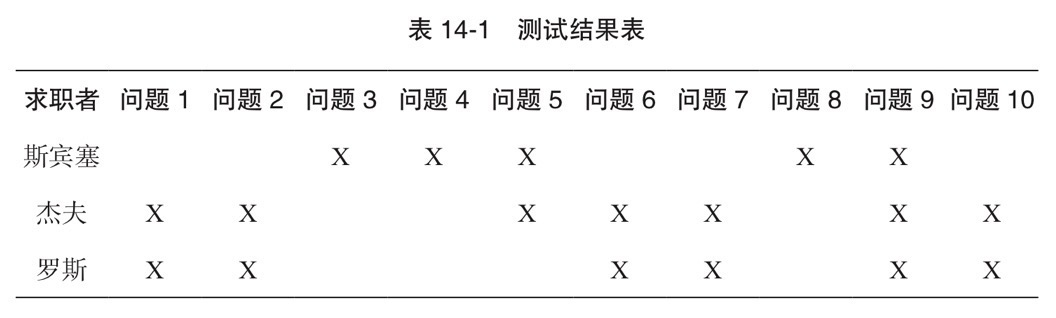 表 14-1 测试结果表
求职者 问题 1 问题 2 问题 3 问题 4 问题 5 问题 6 问题 7 问题 8 问题 9 问题 10
斯宾塞 X X X X X
杰夫 X X X X X X X
罗斯 X X X X X X